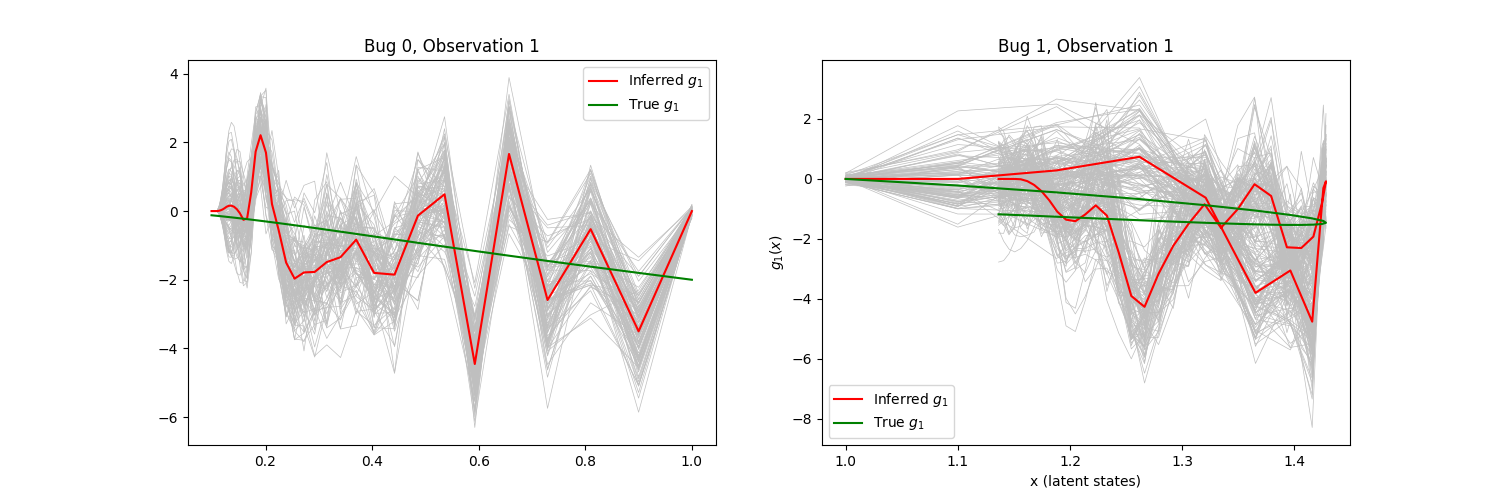 Bug 0, Observation 1
4
2
0
−2
−4
−6
0.2 0.4 0.6 0.8 1.0
Inferred g₁
True g₁
Bug 1, Observation 1
g₁(x)
2
0
−2
−4
−6
−8
1.0 1.1 1.2 1.3 1.4
x (latent states)
Inferred g₁
True g₁